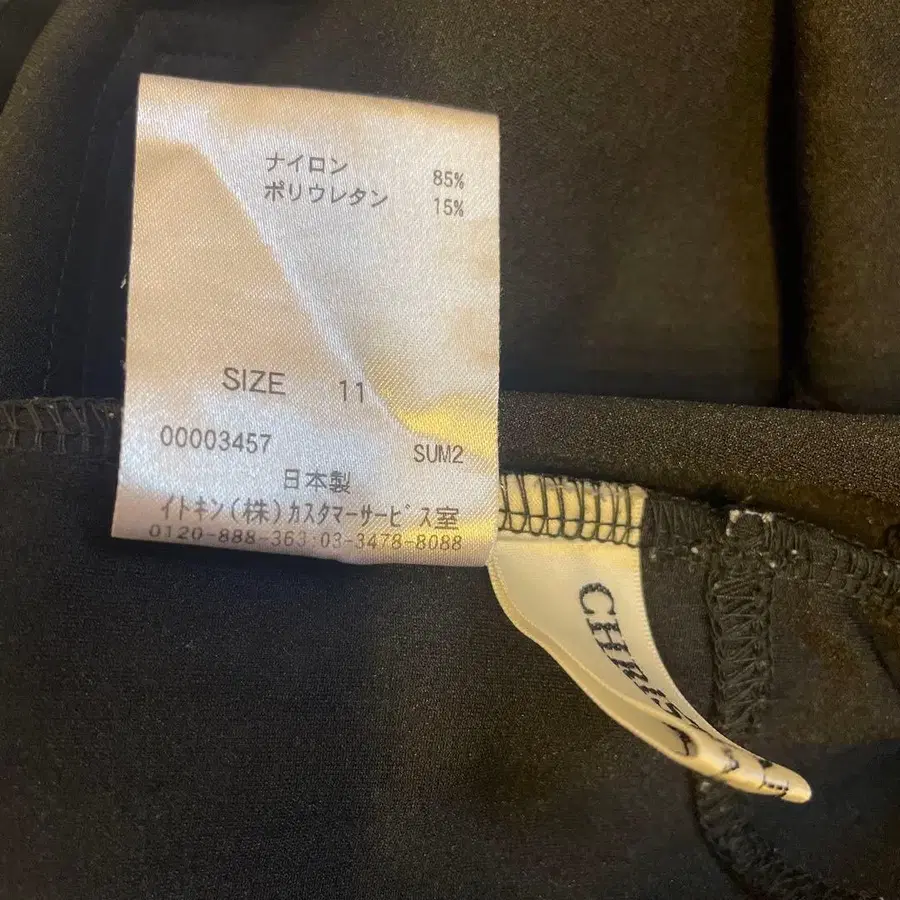 ナイロン 85%
ポリウレタン 15%
SIZE 11
00003457 SUM2
日本製
イトキン(株)カスタマーサービス室
0120-888-363:03-3478-8088